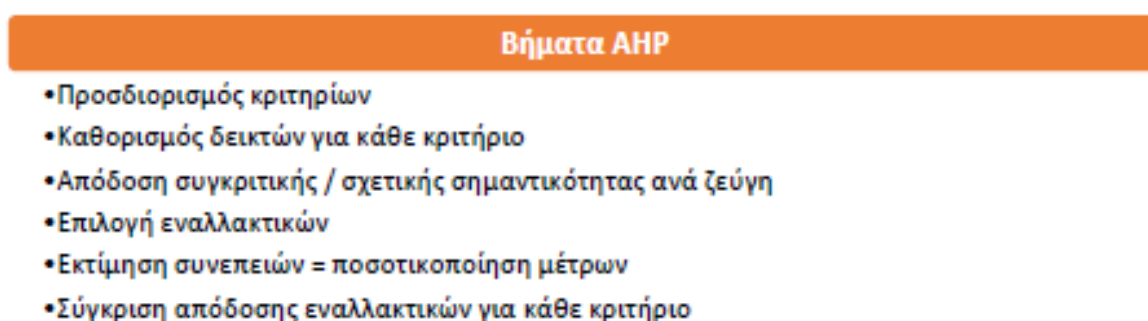 Βήματα AHP
•Προσδιορισμός κριτηρίων
•Καθορισμός δεικτών για κάθε κριτήριο
•Απόδοση συγκριτικής / σχετικής σημαντικότητας ανά ζεύγη
•Επιλογή εναλλακτικών
•Εκτίμηση συνεπειών = ποσοτικοποίηση μέτρων
•Σύγκριση απόδοσης εναλλακτικών για κάθε κριτήριο